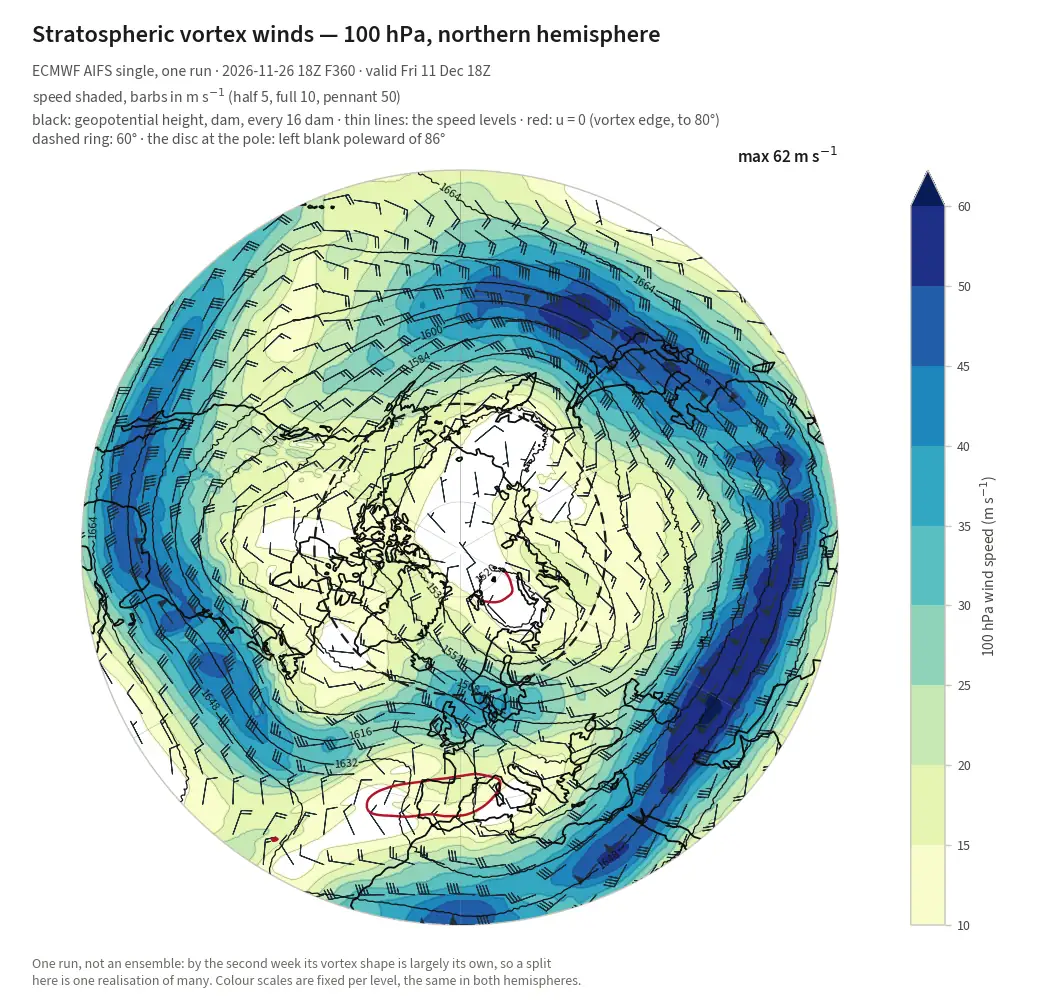 Stratospheric vortex winds — 100 hPa, northern hemisphere
ECMWF AIFS single, one run · 2026-11-26 18Z F360 · valid Fri 11 Dec 18Z
speed shaded, barbs in m s⁻¹ (half 5, full 10, pennant 50)
black: geopotential height, dam, every 16 dam · thin lines: the speed levels · red: u = 0 (vortex edge, to 80°)
dashed ring: 60° · the disc at the pole: left blank poleward of 86°
max 62 m s⁻¹
1664
1664
1600
1584
1664
1520
1648
1616
1632
60
50
45
40
35
30
25
20
15
10
100 hPa wind speed (m s⁻¹)
One run, not an ensemble: by the second week its vortex shape is largely its own, so a split
here is one realisation of many. Colour scales are fixed per level, the same in both hemispheres.